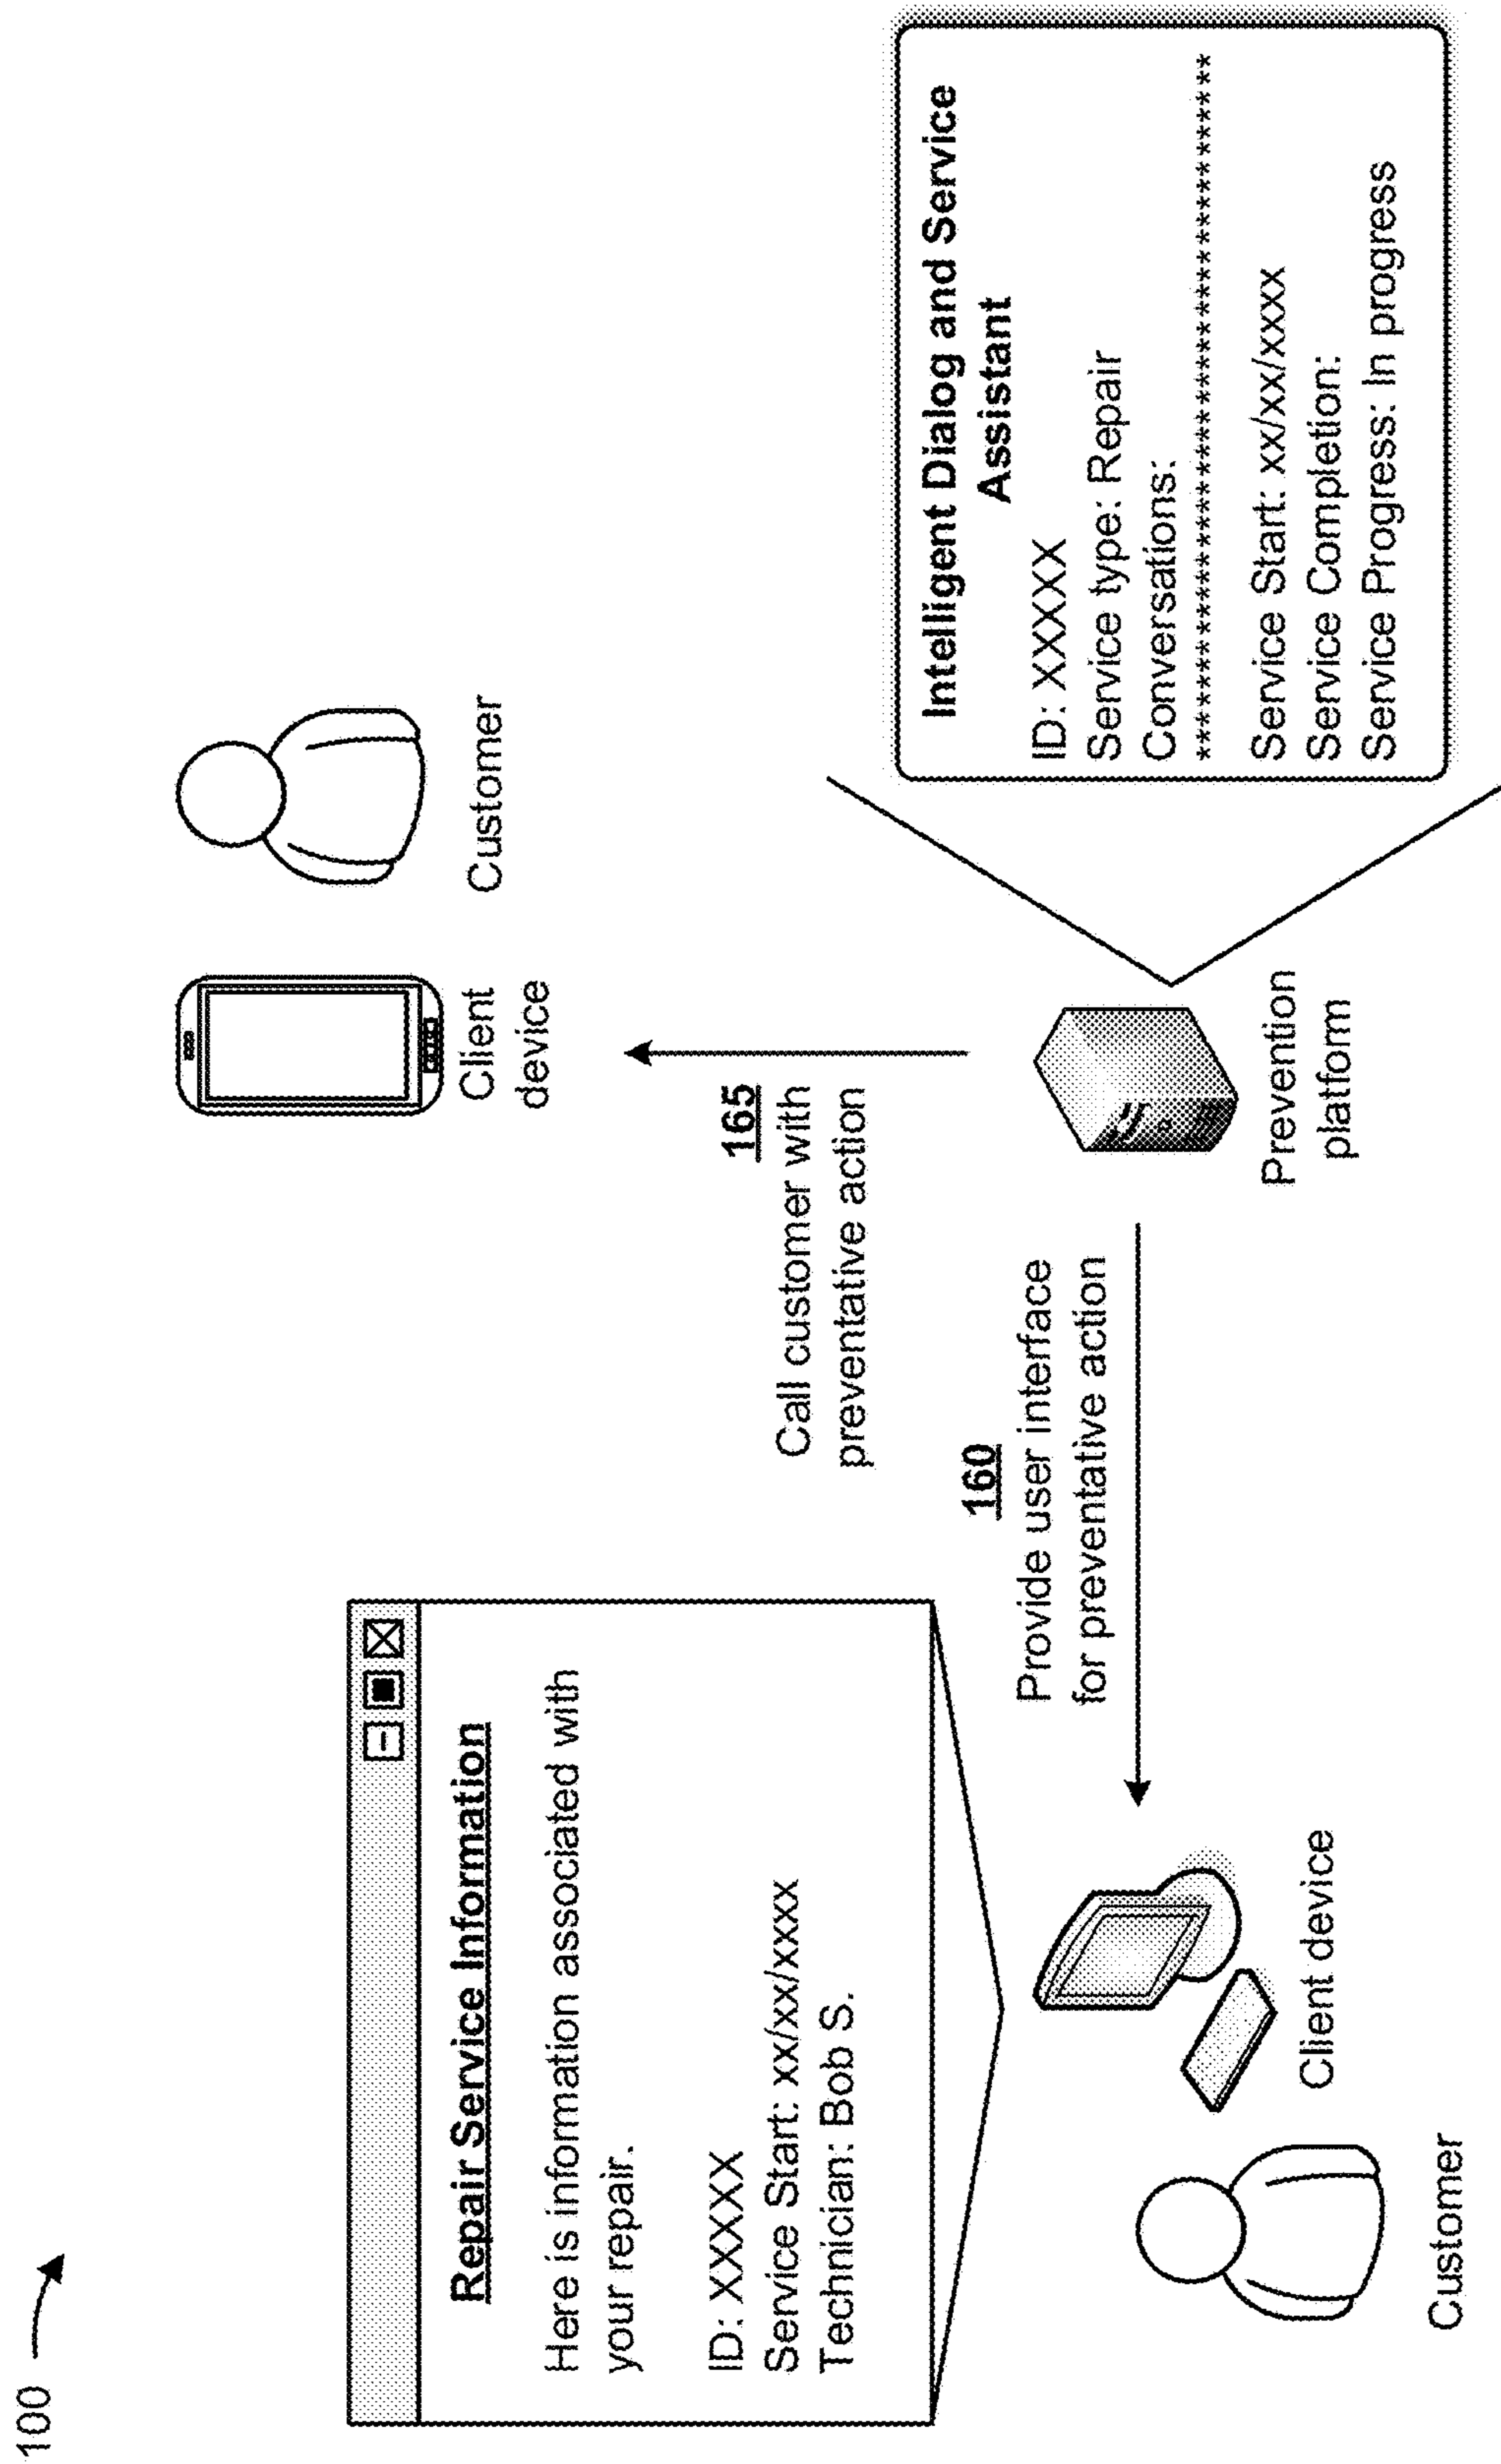 100
Repair Service Information
Here is information associated with
your repair.
ID: XXXXX
Service Start: xx/xx/xxxx
Technician: Bob S.
Customer
Client device
160
Provide user interface
for preventative action
165
Call customer with
preventative action
Client
device
Customer
Prevention
platform
Intelligent Dialog and Service
Assistant
ID: XXXXX
Service type: Repair
Conversations:
Service Start: xx/xx/xxxx
Service Completion:
Service Progress: In progress